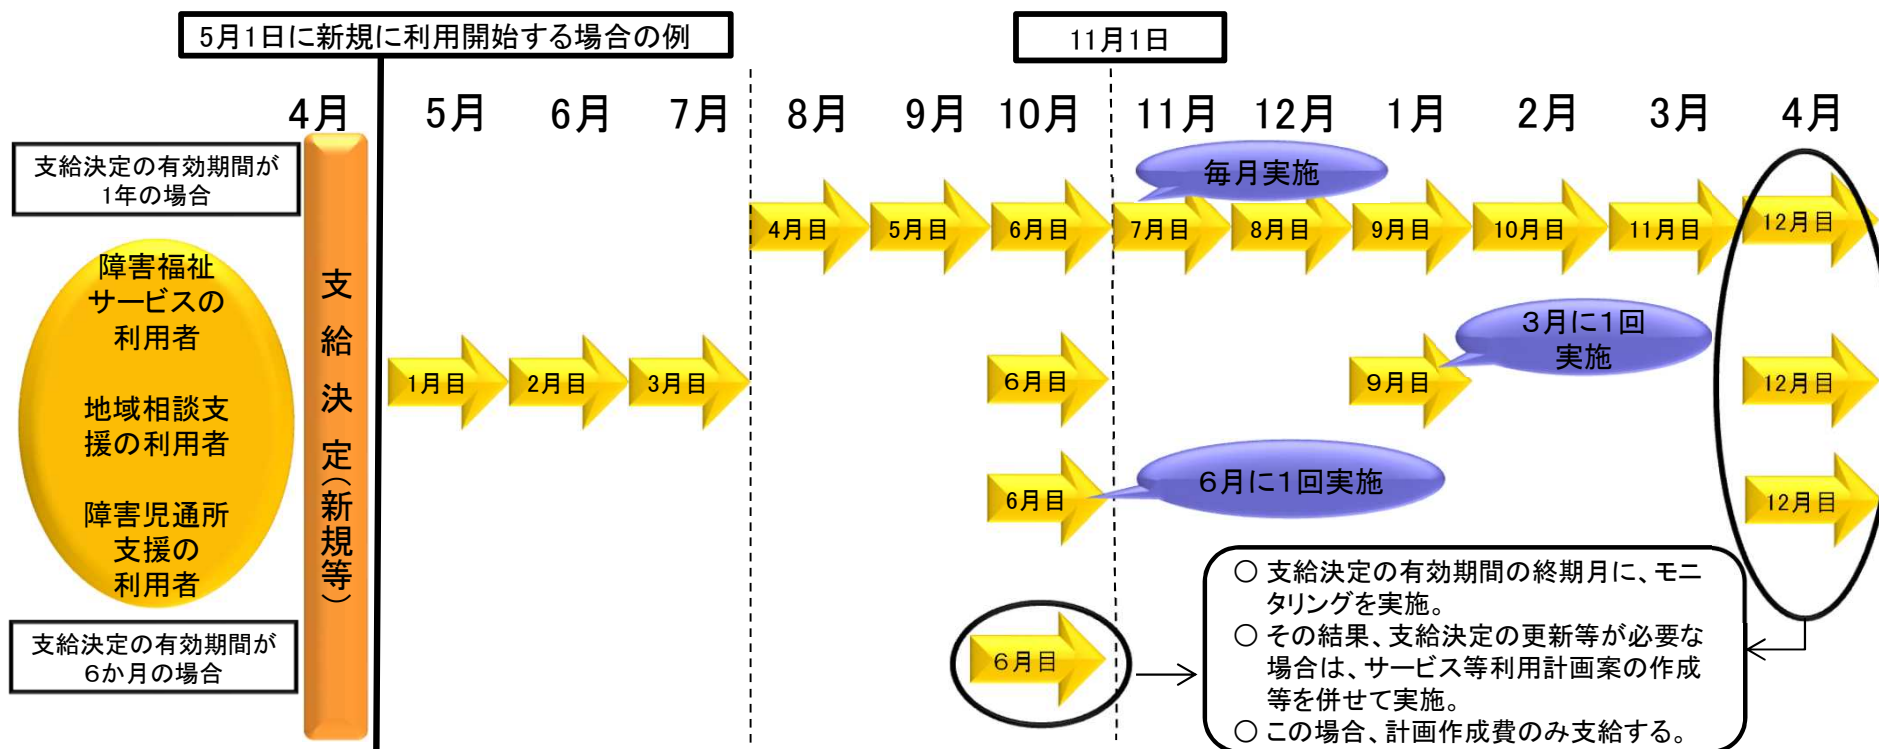 5月1日に新規に利用開始する場合の例
11月1日
4月
5月
6月
7月
8月
9月
10月
11月
12月
1月
2月
3月
4月
支給決定の有効期間が
1年の場合
毎月実施
4月目
5月目
6月目
7月目
8月目
9月目
10月目
11月目
12月目
障害福祉
サービスの
利用者
地域相談支
援の利用者
障害児通所
支援の
利用者
支給決定(新規等)
3月に1回
実施
1月目
2月目
3月目
6月目
9月目
12月目
6月に1回実施
6月目
12月目
支給決定の有効期間が
6か月の場合
6月目
○ 支給決定の有効期間の終期月に、モニ
タリングを実施。
○ その結果、支給決定の更新等が必要な
場合は、サービス等利用計画案の作成
等を併せて実施。
○ この場合、計画作成費のみ支給する。